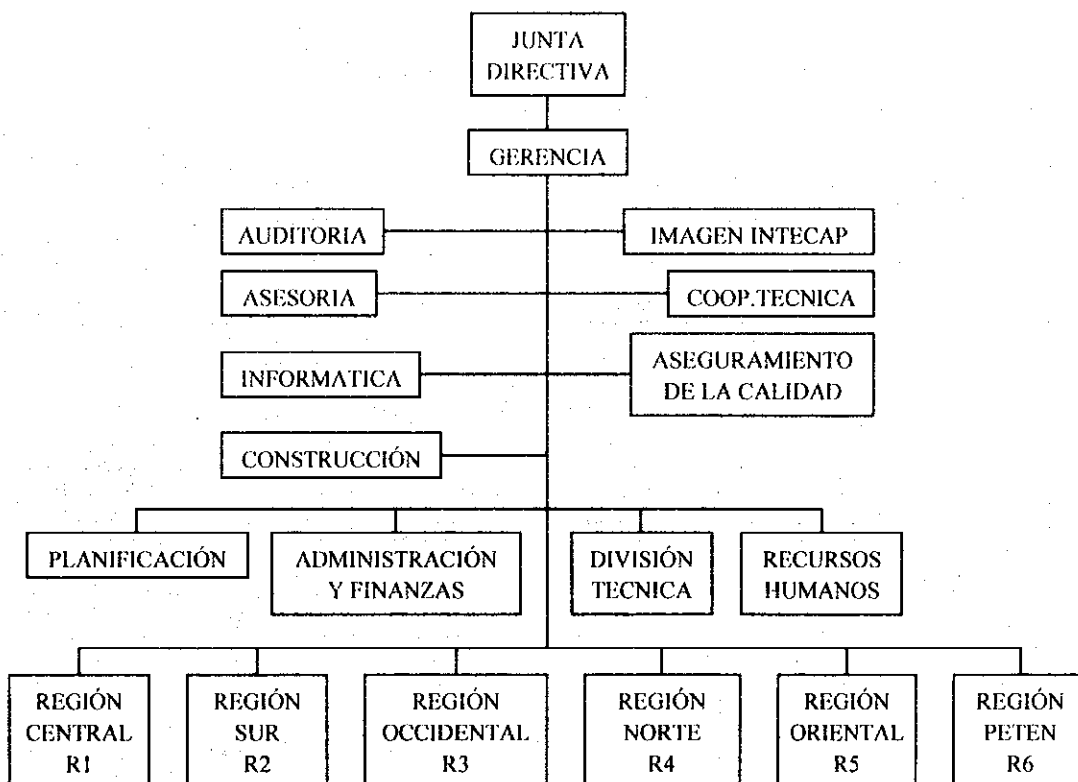 JUNTA
DIRECTIVA
GERENCIA
AUDITORIA
IMAGEN INTECAP
ASESORIA
COOP.TECNICA
INFORMATICA
ASEGURAMIENTO
DE LA CALIDAD
CONSTRUCCIÓN
PLANIFICACIÓN
ADMINISTRACIÓN
Y FINANZAS
DIVISIÓN
TECNICA
RECURSOS
HUMANOS
REGIÓN
CENTRAL
R1
REGIÓN
SUR
R2
REGIÓN
OCCIDENTAL
R3
REGIÓN
NORTE
R4
REGIÓN
ORIENTAL
R5
REGIÓN
PETEN
R6